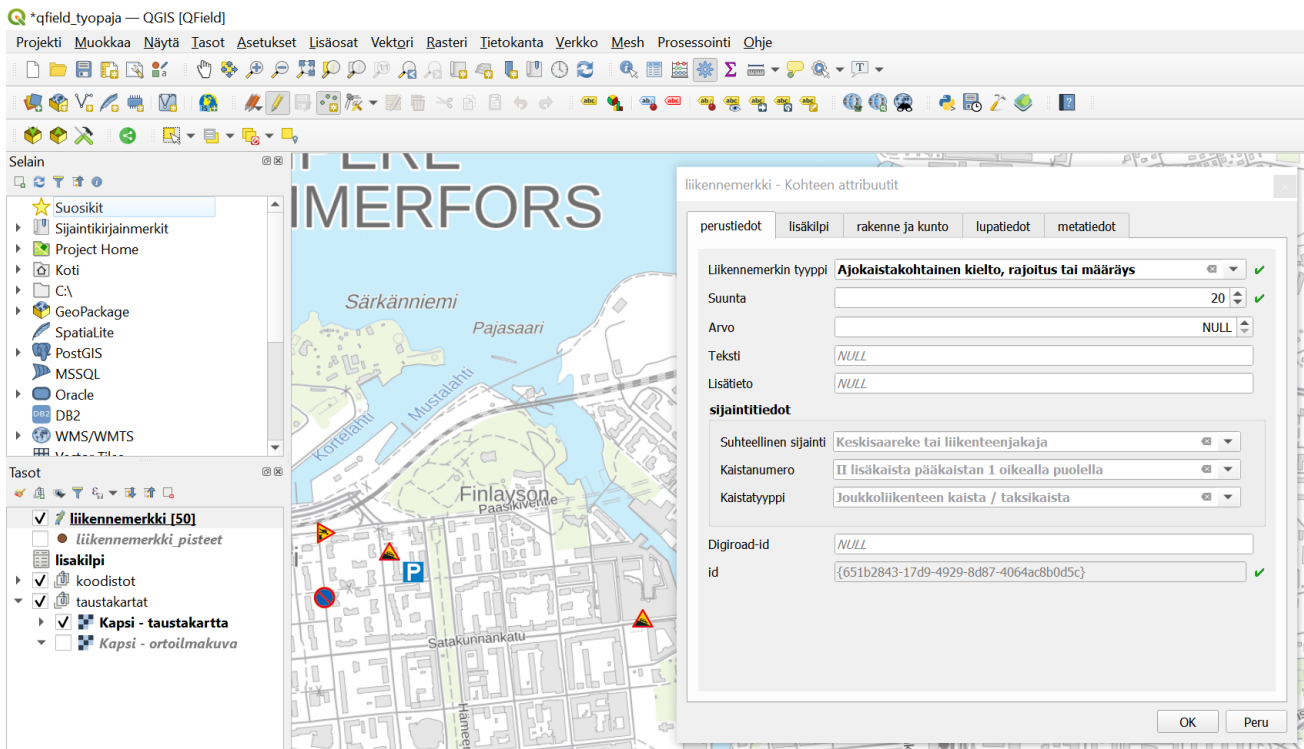 *qfield_tyopaja — QGIS [QField]
Projekti Muokkaa Näytä Tasot Asetukset Lisäosat Vektori Rasteri Tietokanta Verkko Mesh Prosessointi Ohje
Selain
Suosikit
Sijaintikirjainmerkit
Project Home
Koti
C:\
GeoPackage
SpatiaLite
PostGIS
MSSQL
Oracle
DB2
WMS/WMTS
Vector Tiles
Tasot
liikennemerkki [50]
liikennemerkki_pisteet
lisakilpi
koodistot
taustakartat
Kapsi - taustakartta
Kapsi - ortoilmakuva
MMERFORS
Särkänniemi
Pajasaari
Mustalahti
Kortelahti
Finlayson
Paasikiventie
P
Satakunnankatu
liikennemerkki - Kohteen attribuutit
perustiedot lisäkilpi rakenne ja kunto lupatiedot metatiedot
Liikennemerkin tyyppi Ajokaistakohtainen kielto, rajoitus tai määräys
Suunta 20
Arvo NULL
Teksti NULL
Lisätieto NULL
sijaintitiedot
Suhteellinen sijainti Keskisaareke tai liikenteenjakaja
Kaistanumero II lisäkaista pääkaistan 1 oikealla puolella
Kaistatyyppi Joukkoliikenteen kaista / taksikaista
Digiroad-id NULL
id {651b2843-17d9-4929-8d87-4064ac8b0d5c}
OK Peru